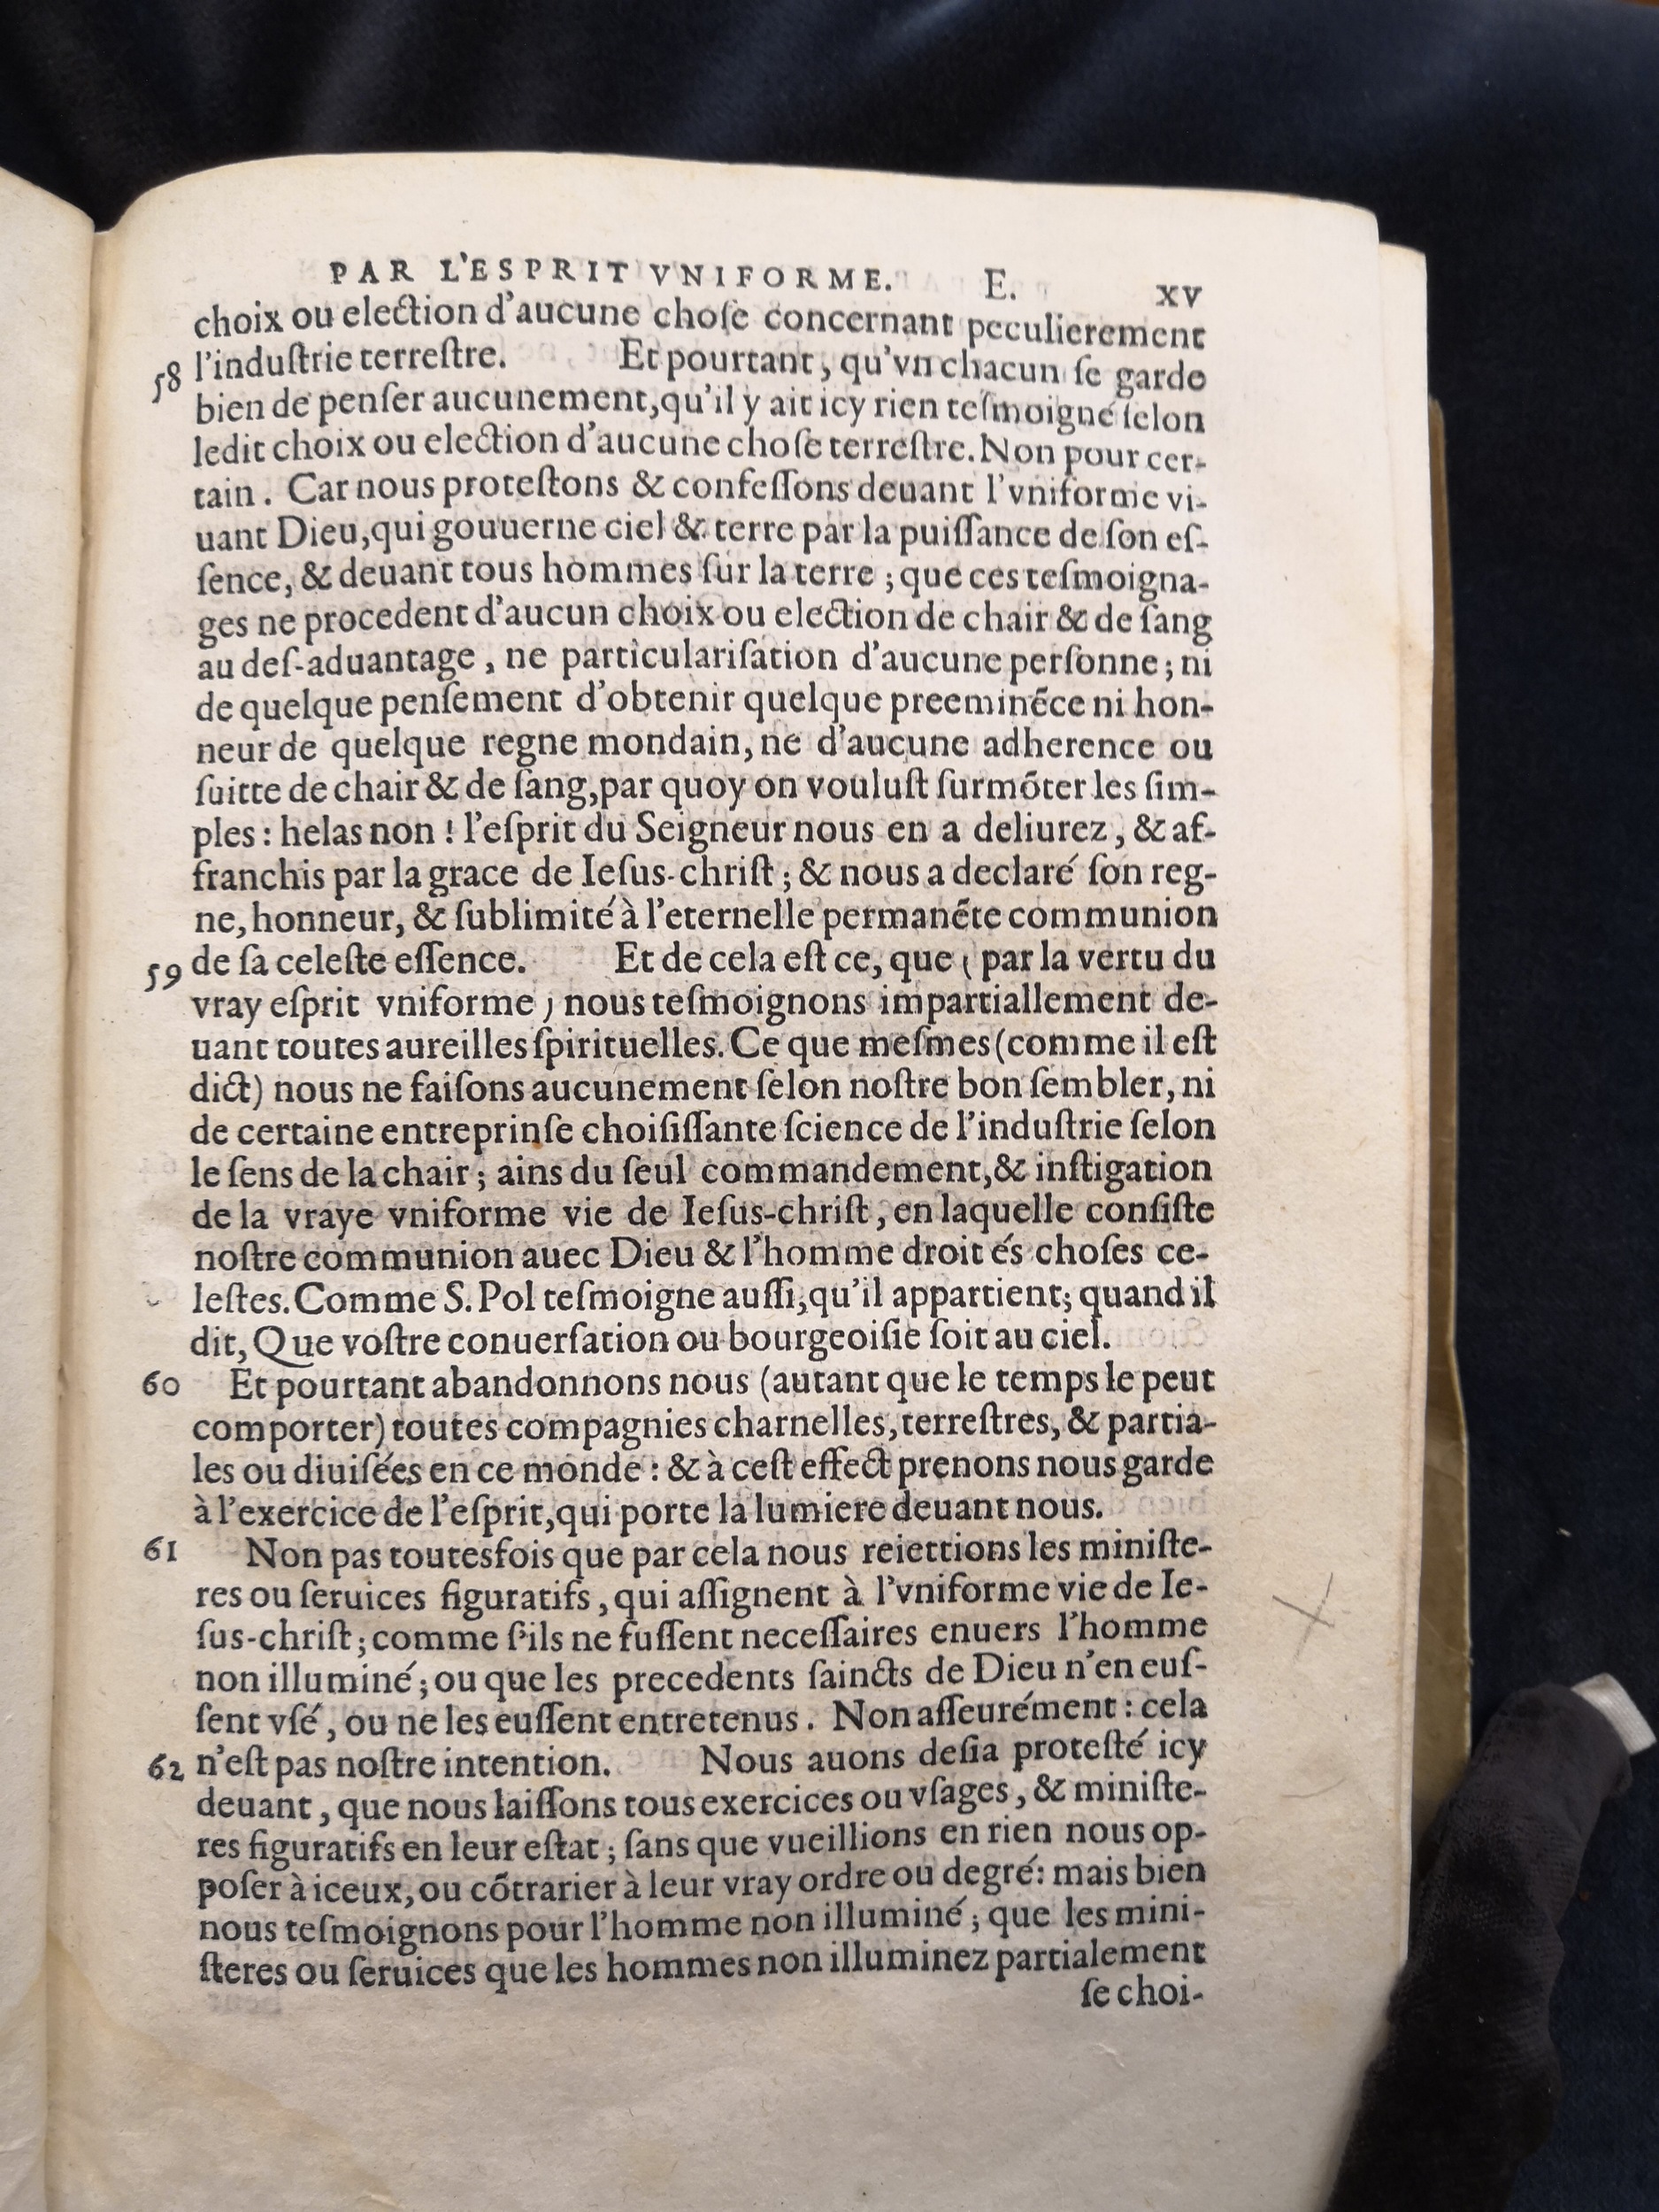 PAR L'ESPRIT VNIFORME. E. XV
choix ou election d'aucune choſe concernant peculierement
58 l'induſtrie terreſtre. Et pourtant, qu'vn chacun ſe garde
bien de penſer aucunement, qu'il y ait icy rien teſmoigné ſelon
ledit choix ou election d'aucune choſe terreſtre. Non pour cer-
tain. Car nous proteſtons & confeſſons deuant l'vniforme vi-
uant Dieu, qui gouuerne ciel & terre par la puiſſance de ſon eſ-
ſence, & deuant tous hommes ſur la terre; que ces teſmoigna-
ges ne procedent d'aucun choix ou election de chair & de ſang
au deſ-aduantage, ne particulariſation d'aucune perſonne; ni
de quelque penſement d'obtenir quelque preeminẽce ni hon-
neur de quelque regne mondain, ne d'aucune adherence ou
ſuitte de chair & de ſang, par quoy on vouluſt ſurmõter les ſim-
ples: helas non! l'eſprit du Seigneur nous en a deliurez, & af-
franchis par la grace de Ieſus-chriſt; & nous a declaré ſon reg-
ne, honneur, & ſublimité à l'eternelle permanẽte communion
59 de ſa celeſte eſſence. Et de cela eſt ce, que (par la vertu du
vray eſprit vniforme) nous teſmoignons impartiallement de-
uant toutes aureilles ſpirituelles. Ce que meſmes (comme il eſt
dict) nous ne faiſons aucunement ſelon noſtre bon ſembler, ni
de certaine entreprinſe choiſiſſante ſcience de l'induſtrie ſelon
le ſens de la chair; ains du ſeul commandement, & inſtigation
de la vraye vniforme vie de Ieſus-chriſt, en laquelle conſiſte
noſtre communion auec Dieu & l'homme droit és choſes ce-
leſtes. Comme S. Pol teſmoigne auſſi, qu'il appartient; quand il
dit, Que voſtre conuerſation ou bourgeoiſie ſoit au ciel.
60 Et pourtant abandonnons nous (autant que le temps le peut
comporter) toutes compagnies charnelles, terreſtres, & partia-
les ou diuiſées en ce monde: & à ceſt effect prenons nous garde
à l'exercice de l'eſprit, qui porte la lumiere deuant nous.
61 Non pas toutesfois que par cela nous reiettions les miniſte-
res ou ſeruices figuratifs, qui aſſignent à l'vniforme vie de Ie-
ſus-chriſt; comme ſ'ils ne fuſſent neceſſaires enuers l'homme
non illuminé; ou que les precedents ſaincts de Dieu n'en euſ-
ſent vſé, ou ne les euſſent entretenus. Non aſſeurément: cela
62 n'eſt pas noſtre intention. Nous auons deſia proteſté icy
deuant, que nous laiſſons tous exercices ou vſages, & miniſte-
res figuratifs en leur eſtat; ſans que vueillions en rien nous op-
poſer à iceux, ou cõtrarier à leur vray ordre ou degré: mais bien
nous teſmoignons pour l'homme non illuminé; que les mini-
ſteres ou ſeruices que les hommes non illuminez partialement
ſe choi-